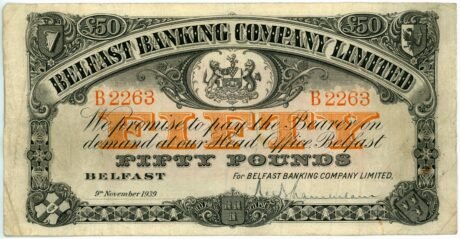 £50 £50
BELFAST BANKING COMPANY LIMITED
B 2263 B 2263
FIFTY
We promise to pay the Bearer on
demand at our Head Office Belfast
FIFTY POUNDS
BELFAST For BELFAST BANKING COMPANY LIMITED.
9th November 1939